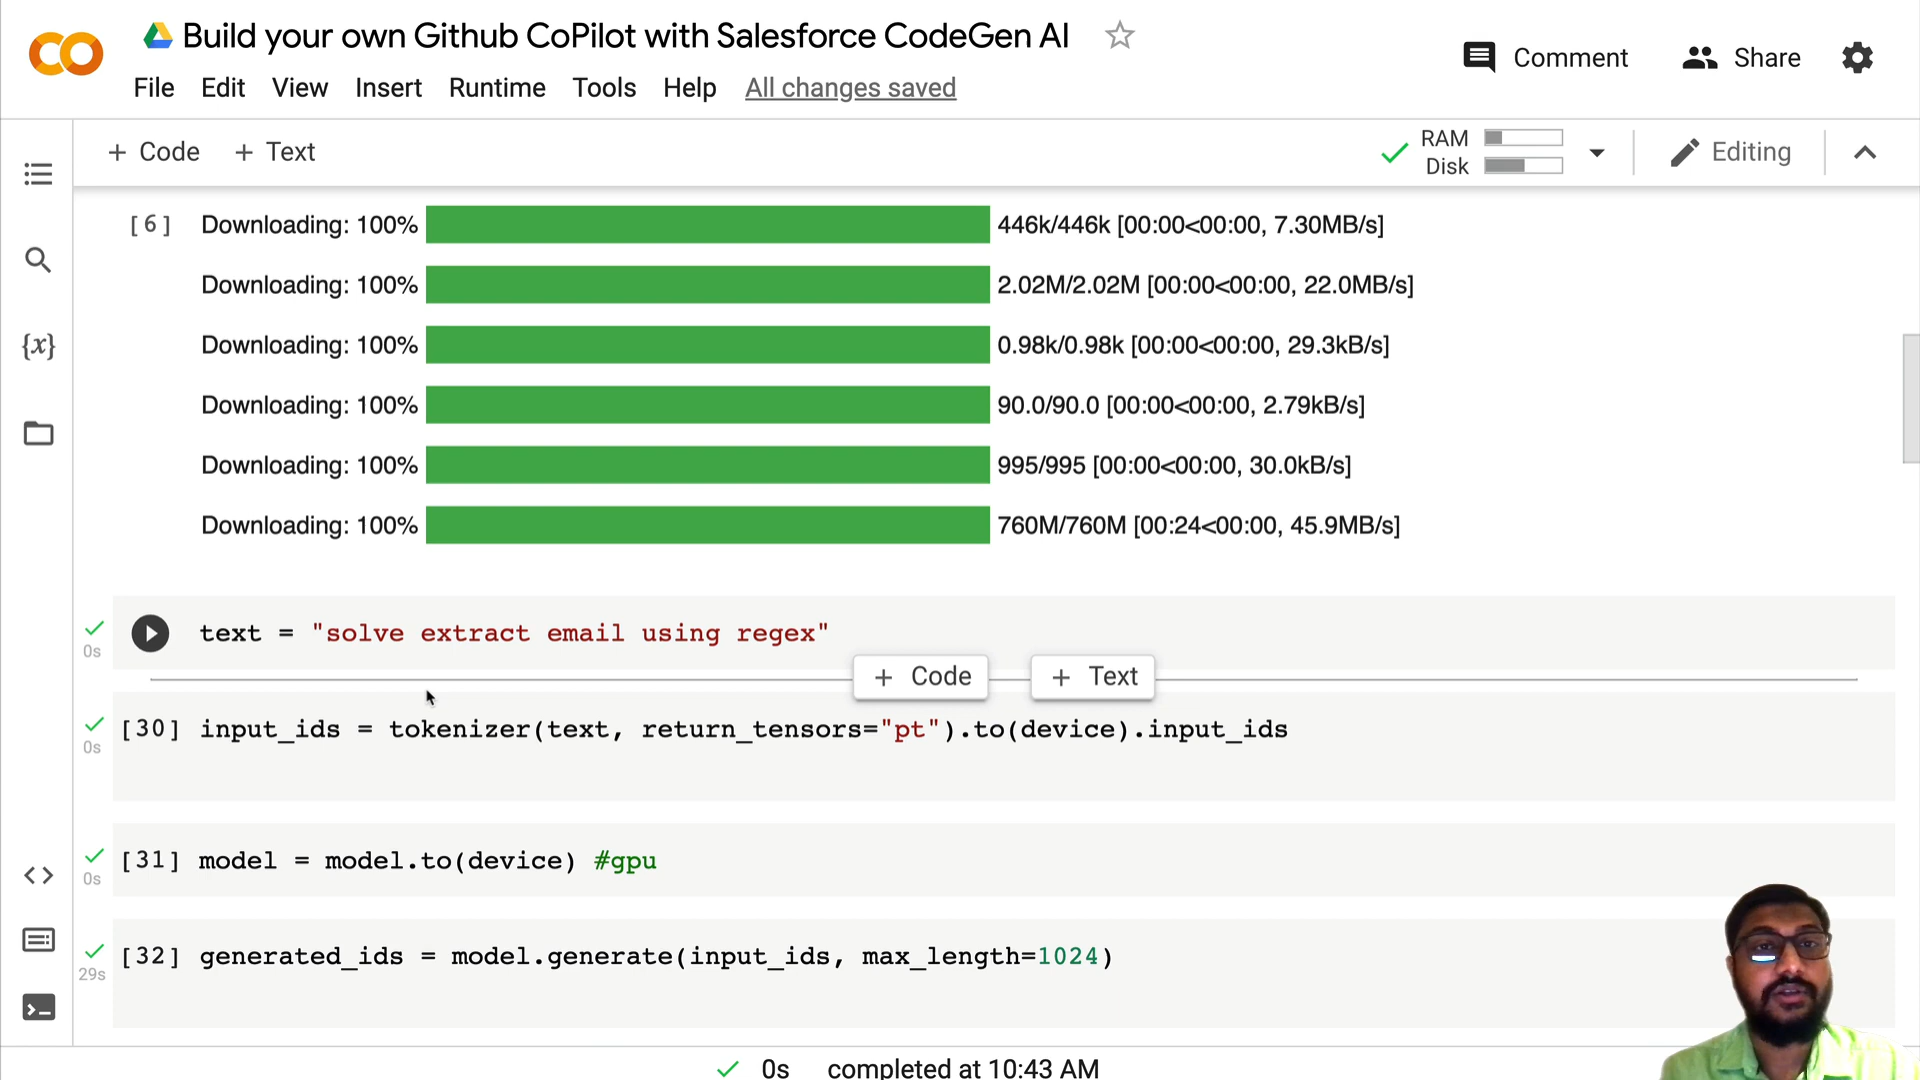 Build your own Github CoPilot with Salesforce CodeGen AI
Comment
Share
File Edit View Insert Runtime Tools Help All changes saved
+ Code + Text
RAM
Disk
Editing
[6] Downloading: 100% 446k/446k [00:00<00:00, 7.30MB/s]
Downloading: 100% 2.02M/2.02M [00:00<00:00, 22.0MB/s]
Downloading: 100% 0.98k/0.98k [00:00<00:00, 29.3kB/s]
Downloading: 100% 90.0/90.0 [00:00<00:00, 2.79kB/s]
Downloading: 100% 995/995 [00:00<00:00, 30.0kB/s]
Downloading: 100% 760M/760M [00:24<00:00, 45.9MB/s]
{x}
text = "solve extract email using regex"
0s
+ Code + Text
[30] input_ids = tokenizer(text, return_tensors="pt").to(device).input_ids
0s
[31] model = model.to(device) #gpu
0s
[32] generated_ids = model.generate(input_ids, max_length=1024)
29s
0s completed at 10:43 AM